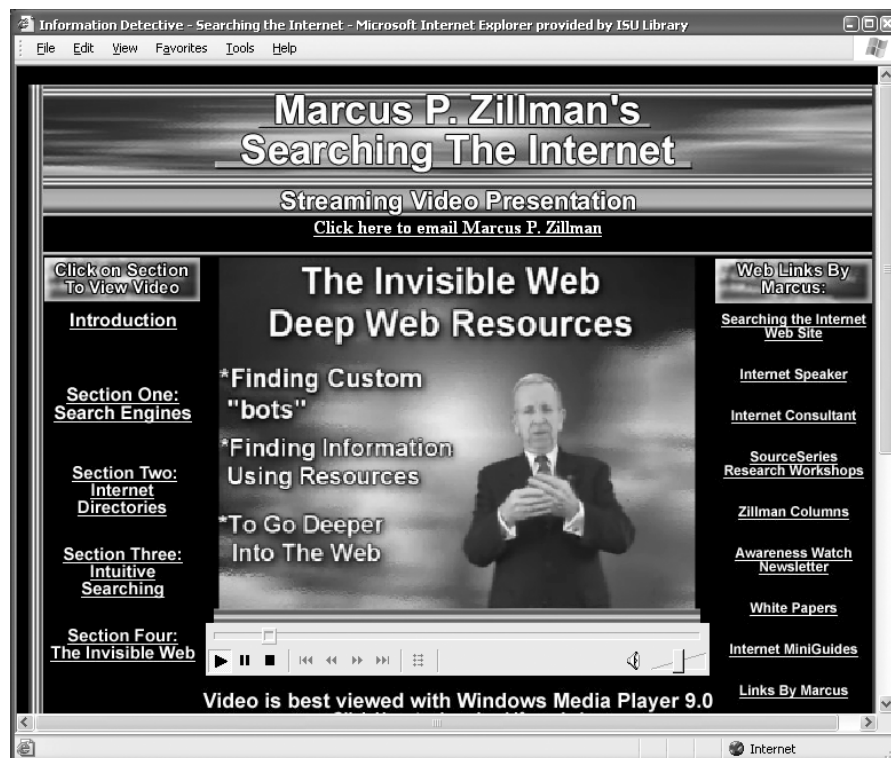 Information Detective - Searching the Internet - Microsoft Internet Explorer provided by ISU Library
File Edit View Favorites Tools Help
Marcus P. Zillman's
Searching The Internet
Streaming Video Presentation
Click here to email Marcus P. Zillman
Click on Section
To View Video
Introduction
Section One:
Search Engines
Section Two:
Internet
Directories
Section Three:
Intuitive
Searching
Section Four:
The Invisible Web
The Invisible Web
Deep Web Resources
*Finding Custom
"bots"
*Finding Information
Using Resources
*To Go Deeper
Into The Web
Video is best viewed with Windows Media Player 9.0
Web Links By
Marcus:
Searching the Internet
Web Site
Internet Speaker
Internet Consultant
SourceSeries
Research Workshops
Zillman Columns
Awareness Watch
Newsletter
White Papers
Internet MiniGuides
Links By Marcus
Internet